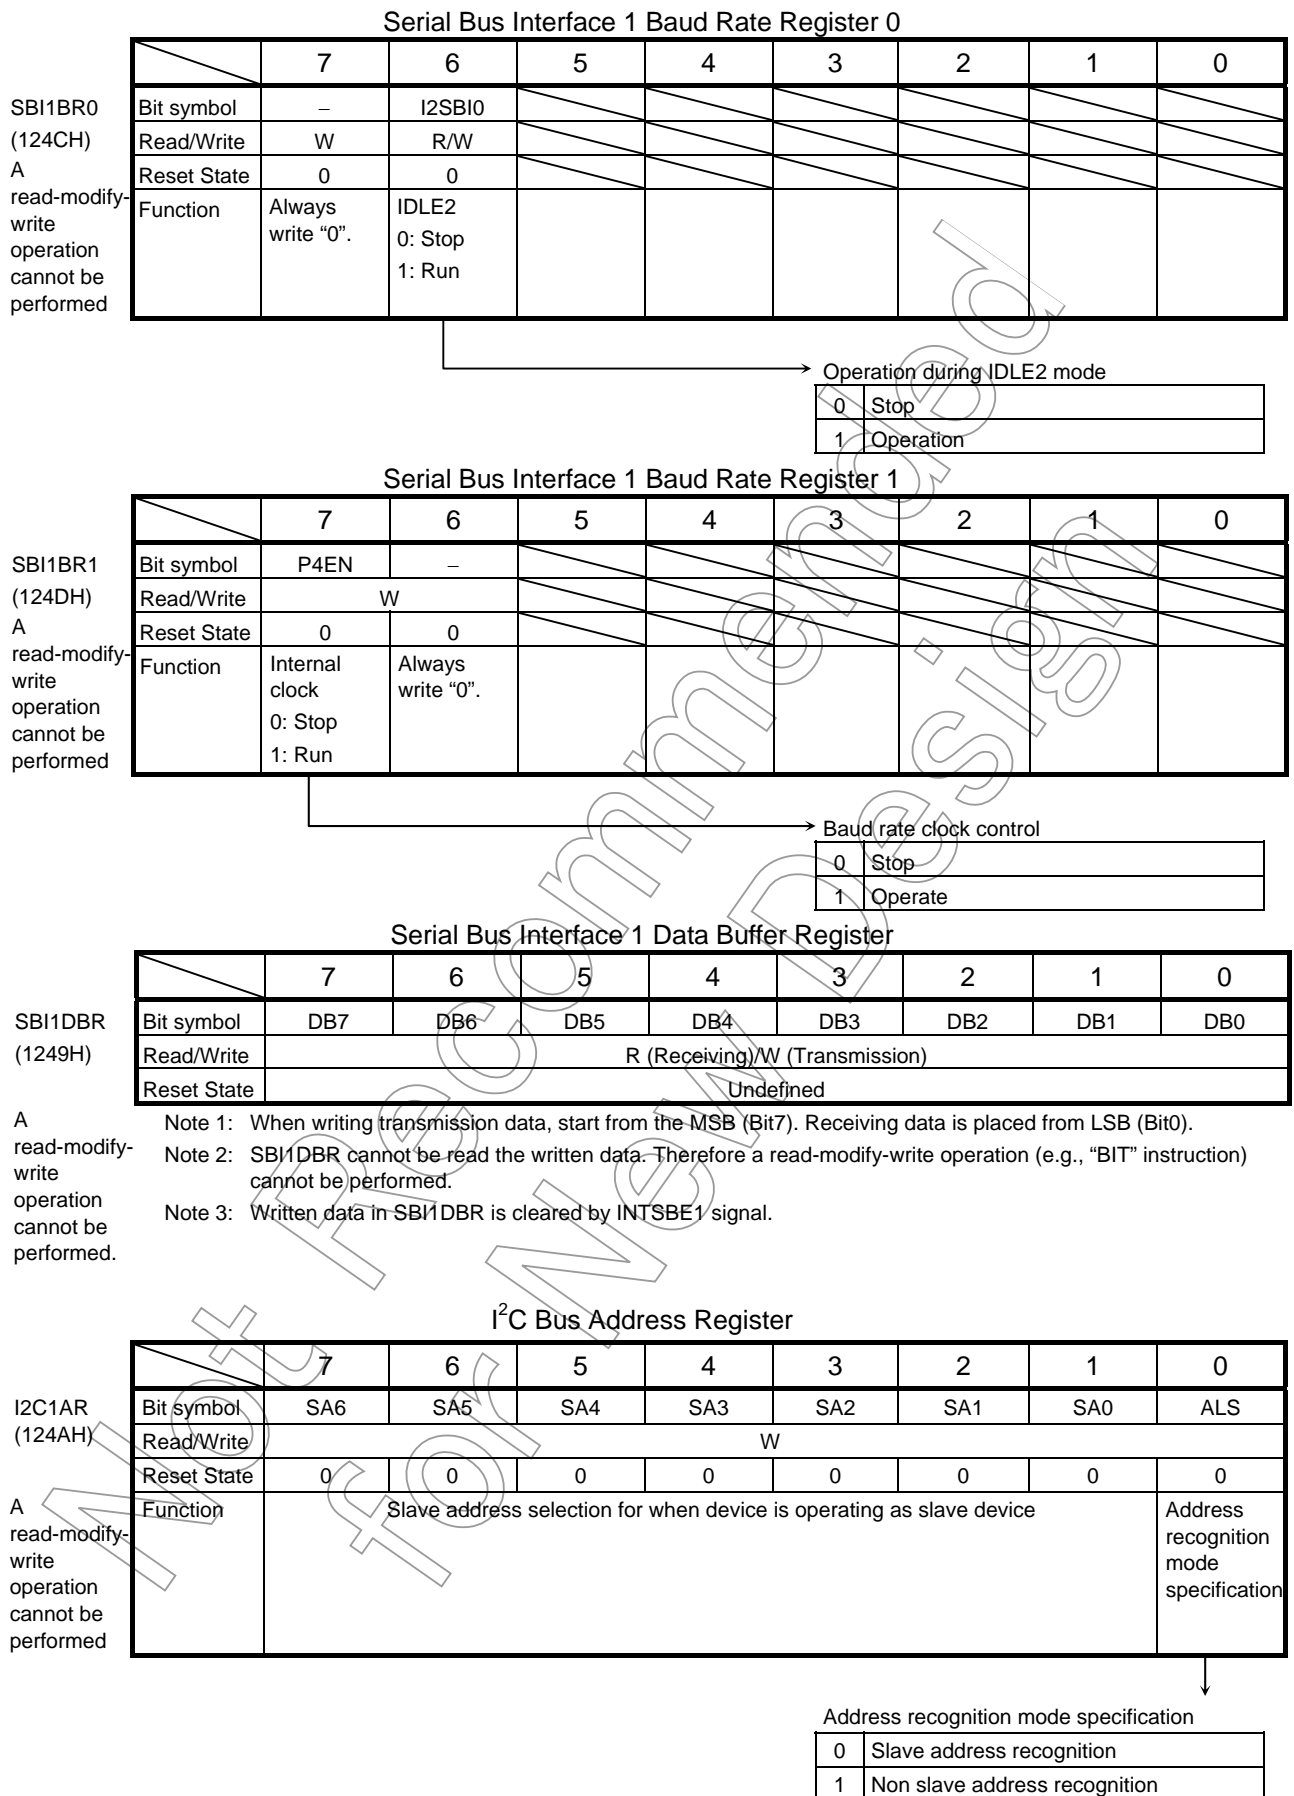 Serial Bus Interface 1 Baud Rate Register 0
7 6 5 4 3 2 1 0
SBI1BR0 Bit symbol – I2SBI0
(124CH) Read/Write W R/W
Reset State 0 0
A
read-modify-
write
operation
cannot be
performed
Function
Always
write “0”.
IDLE2
0: Stop
1: Run
Operation during IDLE2 mode
0 Stop
1 Operation
Serial Bus Interface 1 Baud Rate Register 1
7 6 5 4 3 2 1 0
SBI1BR1 Bit symbol P4EN –
(124DH) Read/Write W
Reset State 0 0
A
read-modify-
write
operation
cannot be
performed
Function
Internal
clock
0: Stop
1: Run
Always
write “0”.
Baud rate clock control
0 Stop
1 Operate
Serial Bus Interface 1 Data Buffer Register
7 6 5 4 3 2 1 0
SBI1DBR Bit symbol DB7 DB6 DB5 DB4 DB3 DB2 DB1 DB0
(1249H) Read/Write R (Receiving)/W (Transmission)
Reset State Undefined
A
read-modify-
write
operation
cannot be
performed.
Note 1: When writing transmission data, start from the MSB (Bit7). Receiving data is placed from LSB (Bit0).
Note 2: SBI1DBR cannot be read the written data. Therefore a read-modify-write operation (e.g., “BIT” instruction)
cannot be performed.
Note 3: Written data in SBI1DBR is cleared by INTSBE1 signal.
I²C Bus Address Register
7 6 5 4 3 2 1 0
I2C1AR Bit symbol SA6 SA5 SA4 SA3 SA2 SA1 SA0 ALS
(124AH) Read/Write W
Reset State 0 0 0 0 0 0 0 0
A
read-modify-
write
operation
cannot be
performed
Function
Slave address selection for when device is operating as slave device
Address
recognition
mode
specification
Address recognition mode specification
0 Slave address recognition
1 Non slave address recognition
Not Recommended
for New Design